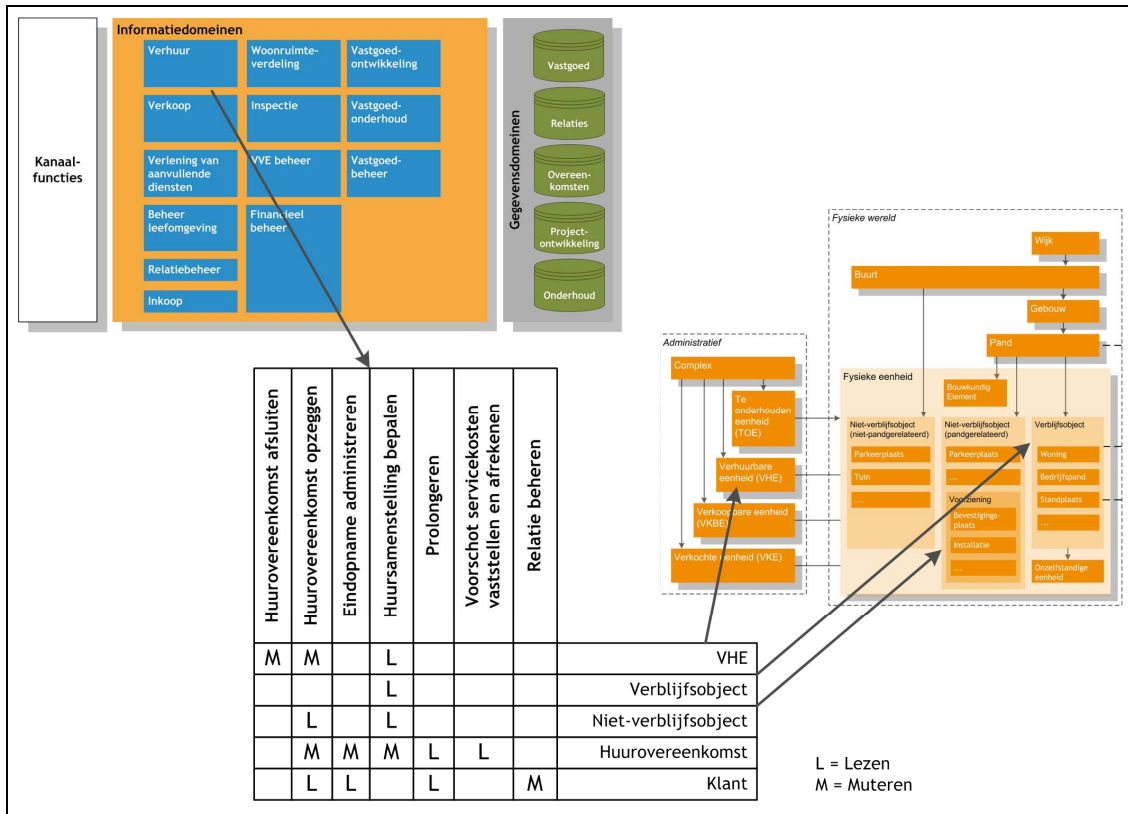 Informatiedomeinen
Kanaal-
functies
Verhuur
Woonruimte-
verdeling
Vastgoed-
ontwikkeling
Verkoop
Inspectie
Vastgoed-
onderhoud
Verlening van
aanvullende
diensten
VVE beheer
Vastgoed-
beheer
Beheer
leefomgeving
Financieel
beheer
Relatiebeheer
Inkoop
Gegevensdomeinen
Vastgoed
Relaties
Overeen-
komsten
Project-
ontwikkeling
Onderhoud
Administratief
Complex
Te
onderhouden
eenheid
(TOE)
Verhuurbare
eenheid (VHE)
Verkoopbare eenheid
(VKBE)
Verkochte eenheid (VKE)
Fysieke wereld
Wijk
Buurt
Gebouw
Pand
Fysieke eenheid
Bouwkundig
Element
Niet-verblijfsobject
(niet-pandgerelateerd)
Parkeerplaats
Tuin
...
Niet-verblijfsobject
(pandgerelateerd)
Parkeerplaats
...
Voorziening
Bevestigings-
plaats
Installatie
...
Verblijfsobject
Woning
Bedrijfspand
Standplaats
...
Onzelfstandige
eenheid
Huurovereenkomst afsluiten
Huurovereenkomst opzeggen
Eindopname administreren
Huursamenstelling bepalen
Prolongeren
Voorschot servicekosten
vaststellen en afrekenen
Relatie beheren
M M L VHE
L Verblijfsobject
L L Niet-verblijfsobject
M M M L L Huurovereenkomst
L L L M Klant
L = Lezen
M = Muteren